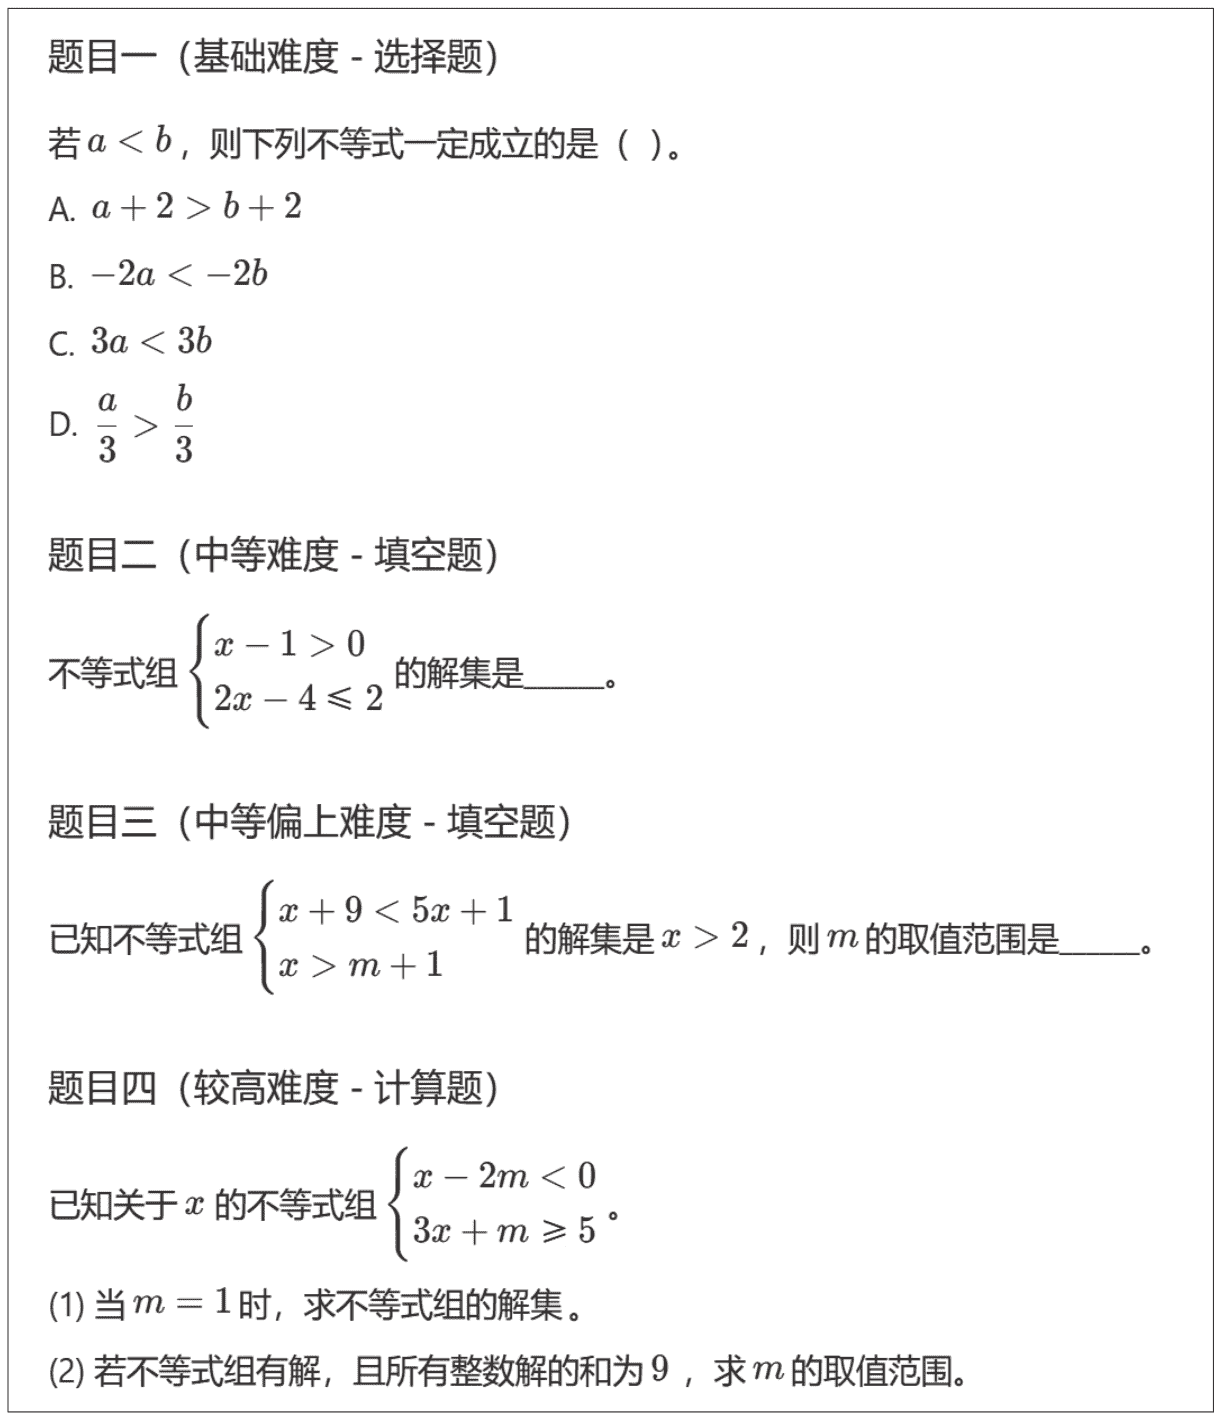 题目一（基础难度 - 选择题）
若 a < b ，则下列不等式一定成立的是（ ）。
A. a + 2 > b + 2
B. −2a < −2b
C. 3a < 3b
D. a/3 > b/3
题目二（中等难度 - 填空题）
不等式组 { x − 1 > 0 ; 2x − 4 ⩽ 2 的解集是_____。
题目三（中等偏上难度 - 填空题）
已知不等式组 { x + 9 < 5x + 1 ; x > m + 1 的解集是 x > 2 ，则 m 的取值范围是_____。
题目四（较高难度 - 计算题）
已知关于 x 的不等式组 { x − 2m < 0 ; 3x + m ⩾ 5 。
(1) 当 m = 1 时，求不等式组的解集。
(2) 若不等式组有解，且所有整数解的和为 9 ，求 m 的取值范围。